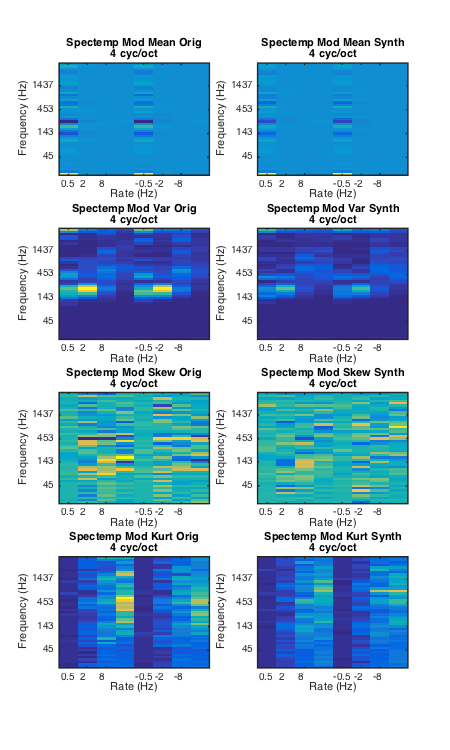 Spectemp Mod Mean Orig
4 cyc/oct
Spectemp Mod Mean Synth
4 cyc/oct
Frequency (Hz)
1437
453
143
45
Frequency (Hz)
1437
453
143
45
0.5 2 8 -0.5 -2 -8
Rate (Hz)
0.5 2 8 -0.5 -2 -8
Rate (Hz)
Spectemp Mod Var Orig
4 cyc/oct
Spectemp Mod Var Synth
4 cyc/oct
Frequency (Hz)
1437
453
143
45
Frequency (Hz)
1437
453
143
45
0.5 2 8 -0.5 -2 -8
Rate (Hz)
0.5 2 8 -0.5 -2 -8
Rate (Hz)
Spectemp Mod Skew Orig
4 cyc/oct
Spectemp Mod Skew Synth
4 cyc/oct
Frequency (Hz)
1437
453
143
45
Frequency (Hz)
1437
453
143
45
0.5 2 8 -0.5 -2 -8
Rate (Hz)
0.5 2 8 -0.5 -2 -8
Rate (Hz)
Spectemp Mod Kurt Orig
4 cyc/oct
Spectemp Mod Kurt Synth
4 cyc/oct
Frequency (Hz)
1437
453
143
45
Frequency (Hz)
1437
453
143
45
0.5 2 8 -0.5 -2 -8
Rate (Hz)
0.5 2 8 -0.5 -2 -8
Rate (Hz)